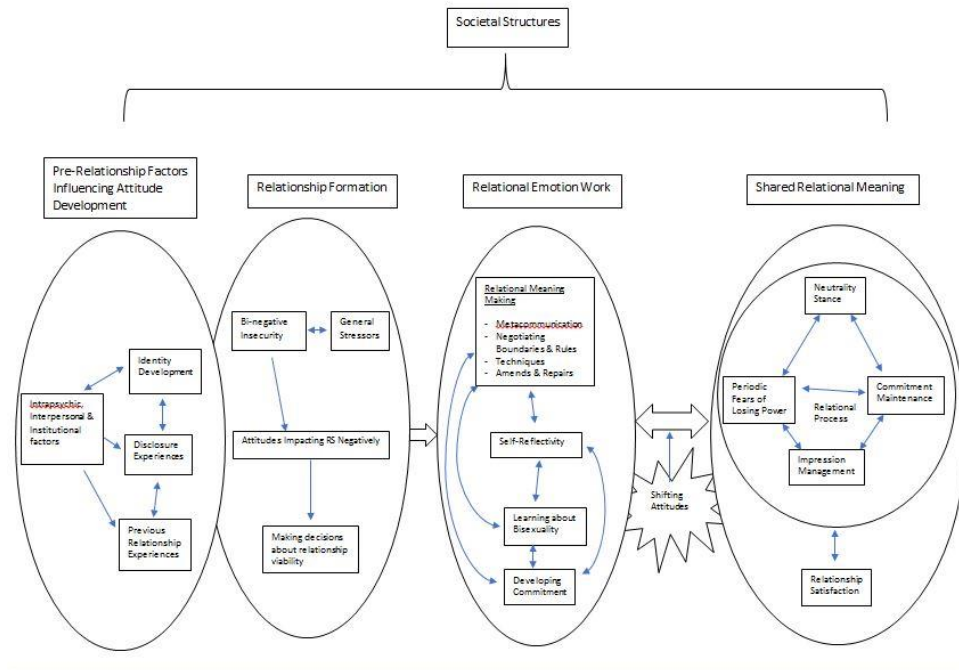 Societal Structures
Pre-Relationship Factors
Influencing Attitude
Development
Relationship Formation
Relational Emotion Work
Shared Relational Meaning
Identity
Development
Intrapsychic,
Interpersonal &
Institutional
factors
Disclosure
Experiences
Previous
Relationship
Experiences
Bi-negative
Insecurity
General
Stressors
Attitudes Impacting RS Negatively
Making decisions
about relationship
viability
Relational Meaning
Making
- Metacommunication
- Negotiating
Boundaries & Rules
- Techniques
- Amends & Repairs
Self-Reflectivity
Learning about
Bisexuality
Developing
Commitment
Shifting
Attitudes
Neutrality
Stance
Periodic
Fears of
Losing Power
Relational
Process
Commitment
Maintenance
Impression
Management
Relationship
Satisfaction